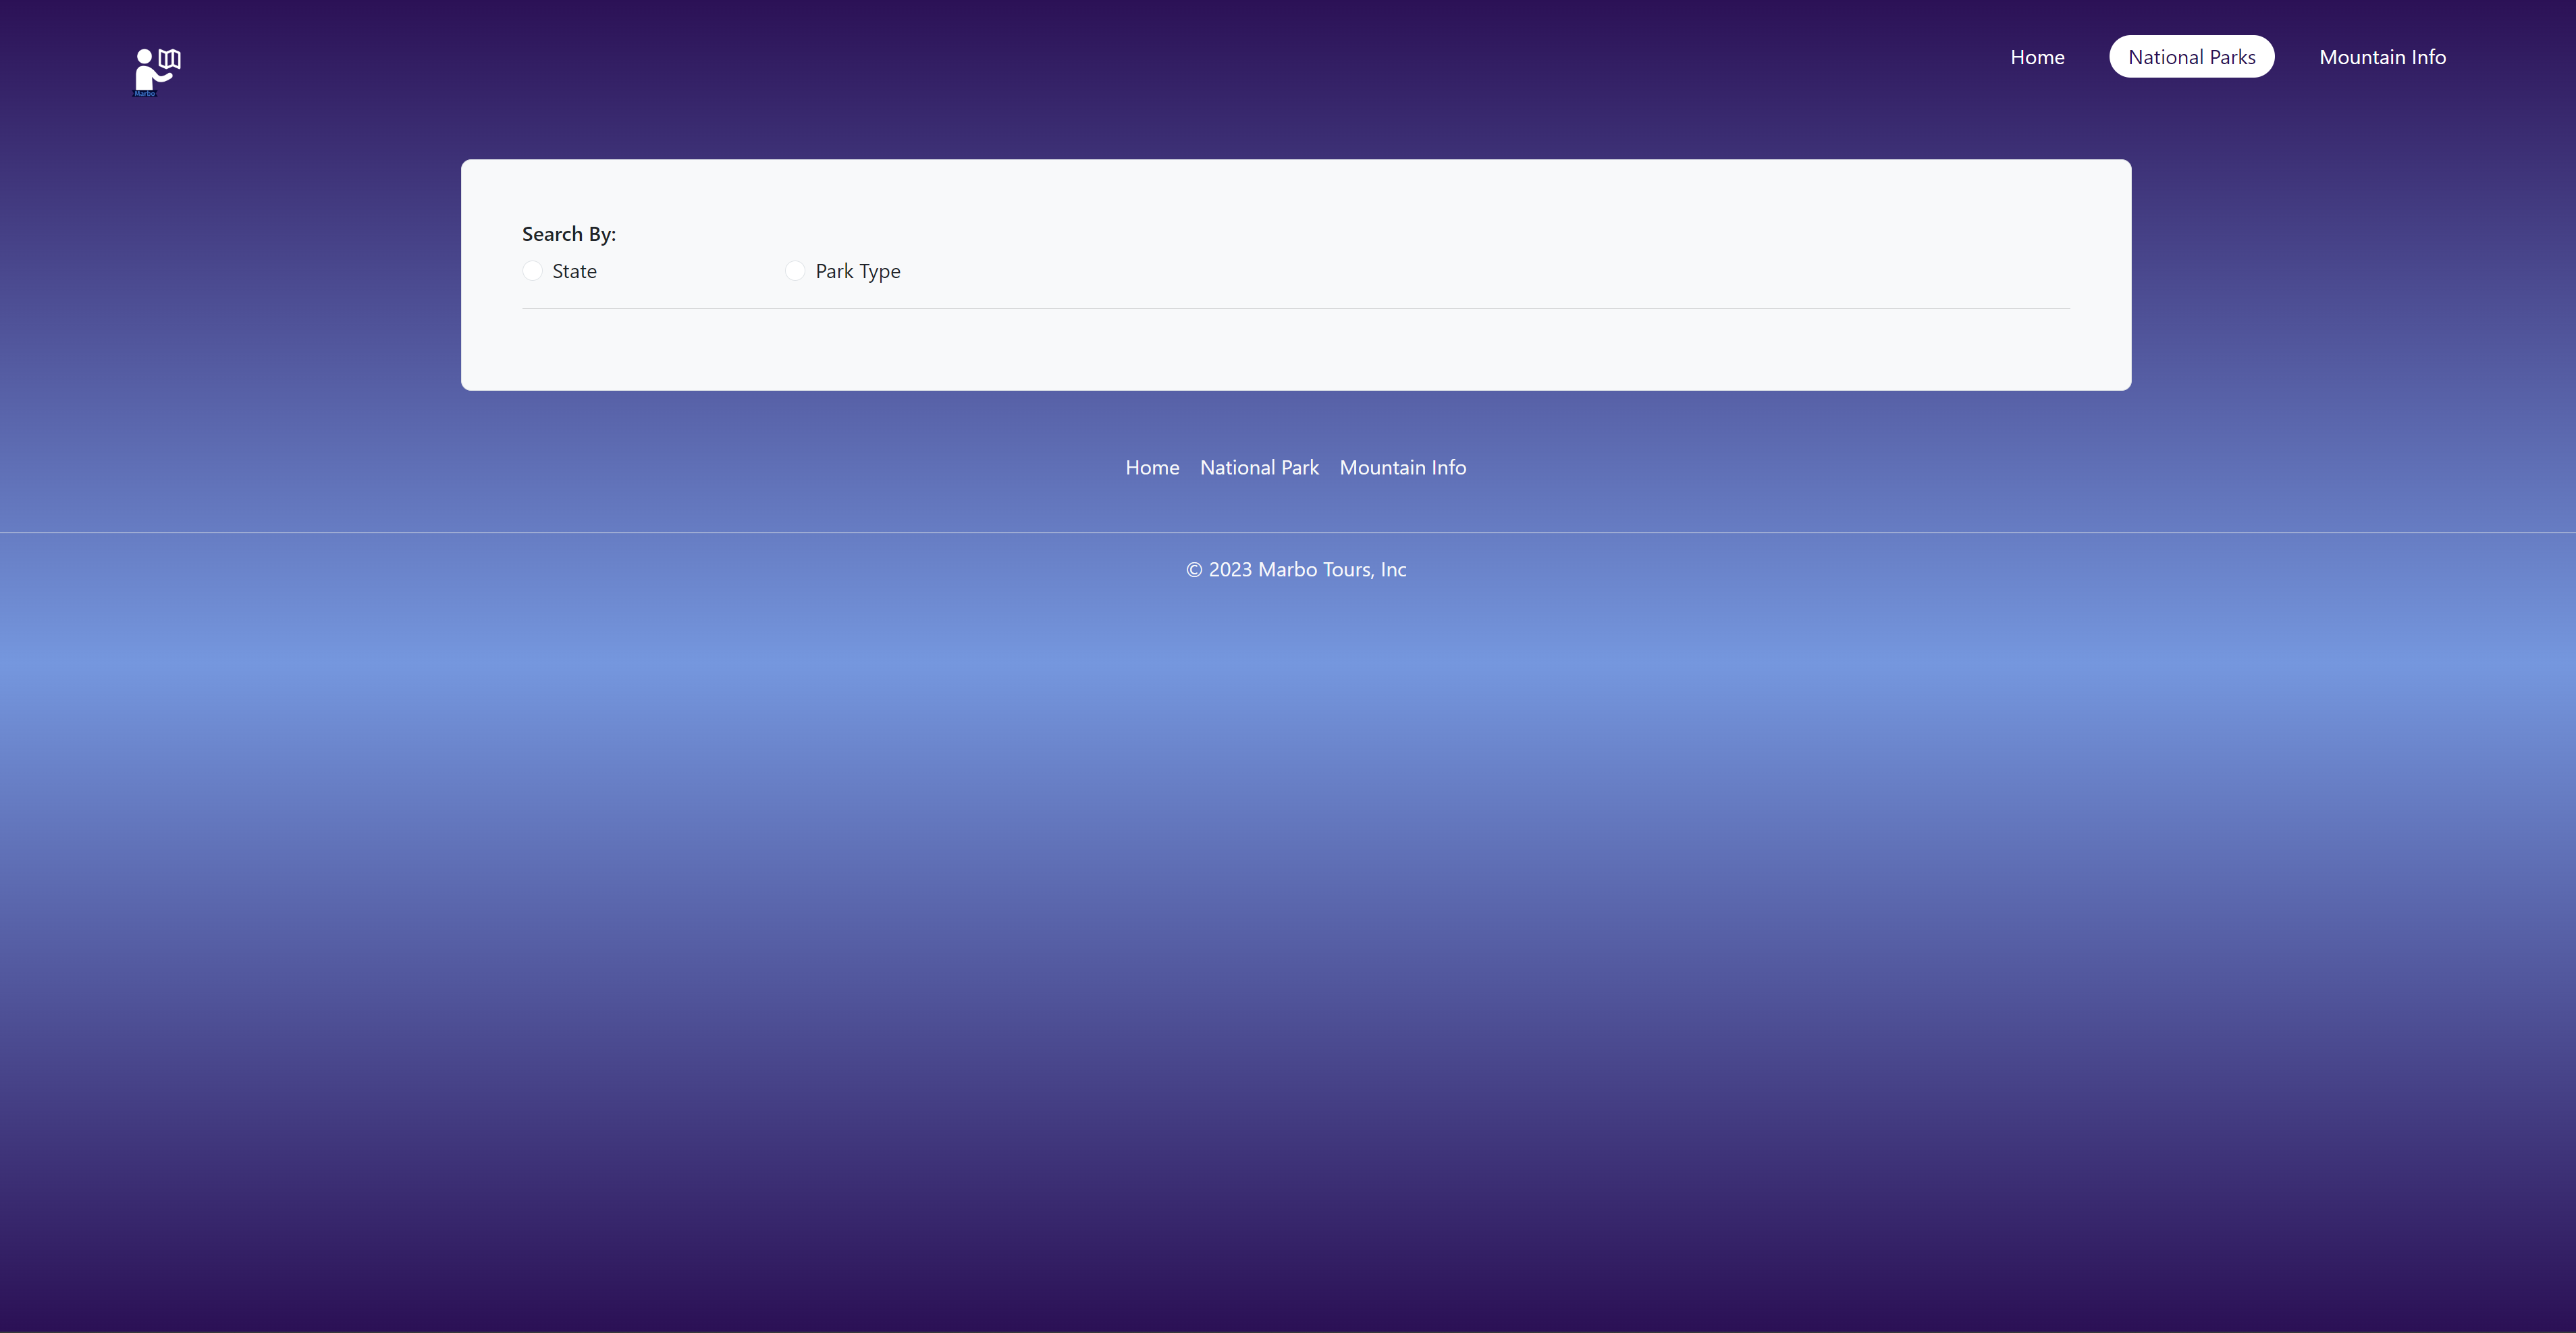 Marbo
Home National Parks Mountain Info
Search By:
State Park Type
Home National Park Mountain Info
© 2023 Marbo Tours, Inc